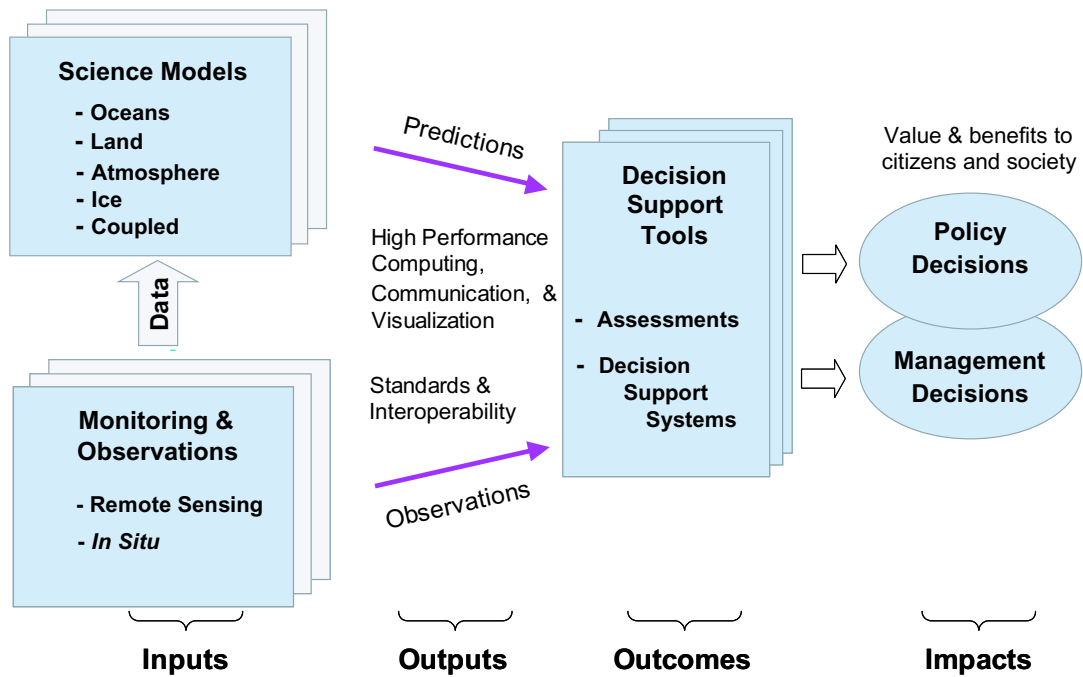 Science Models
- Oceans
- Land
- Atmosphere
- Ice
- Coupled
Data
Monitoring &
Observations
- Remote Sensing
- In Situ
Predictions
High Performance
Computing,
Communication, &
Visualization
Standards &
Interoperability
Observations
Decision
Support
Tools
- Assessments
- Decision
Support
Systems
Value & benefits to
citizens and society
Policy
Decisions
Management
Decisions
Inputs
Outputs
Outcomes
Impacts